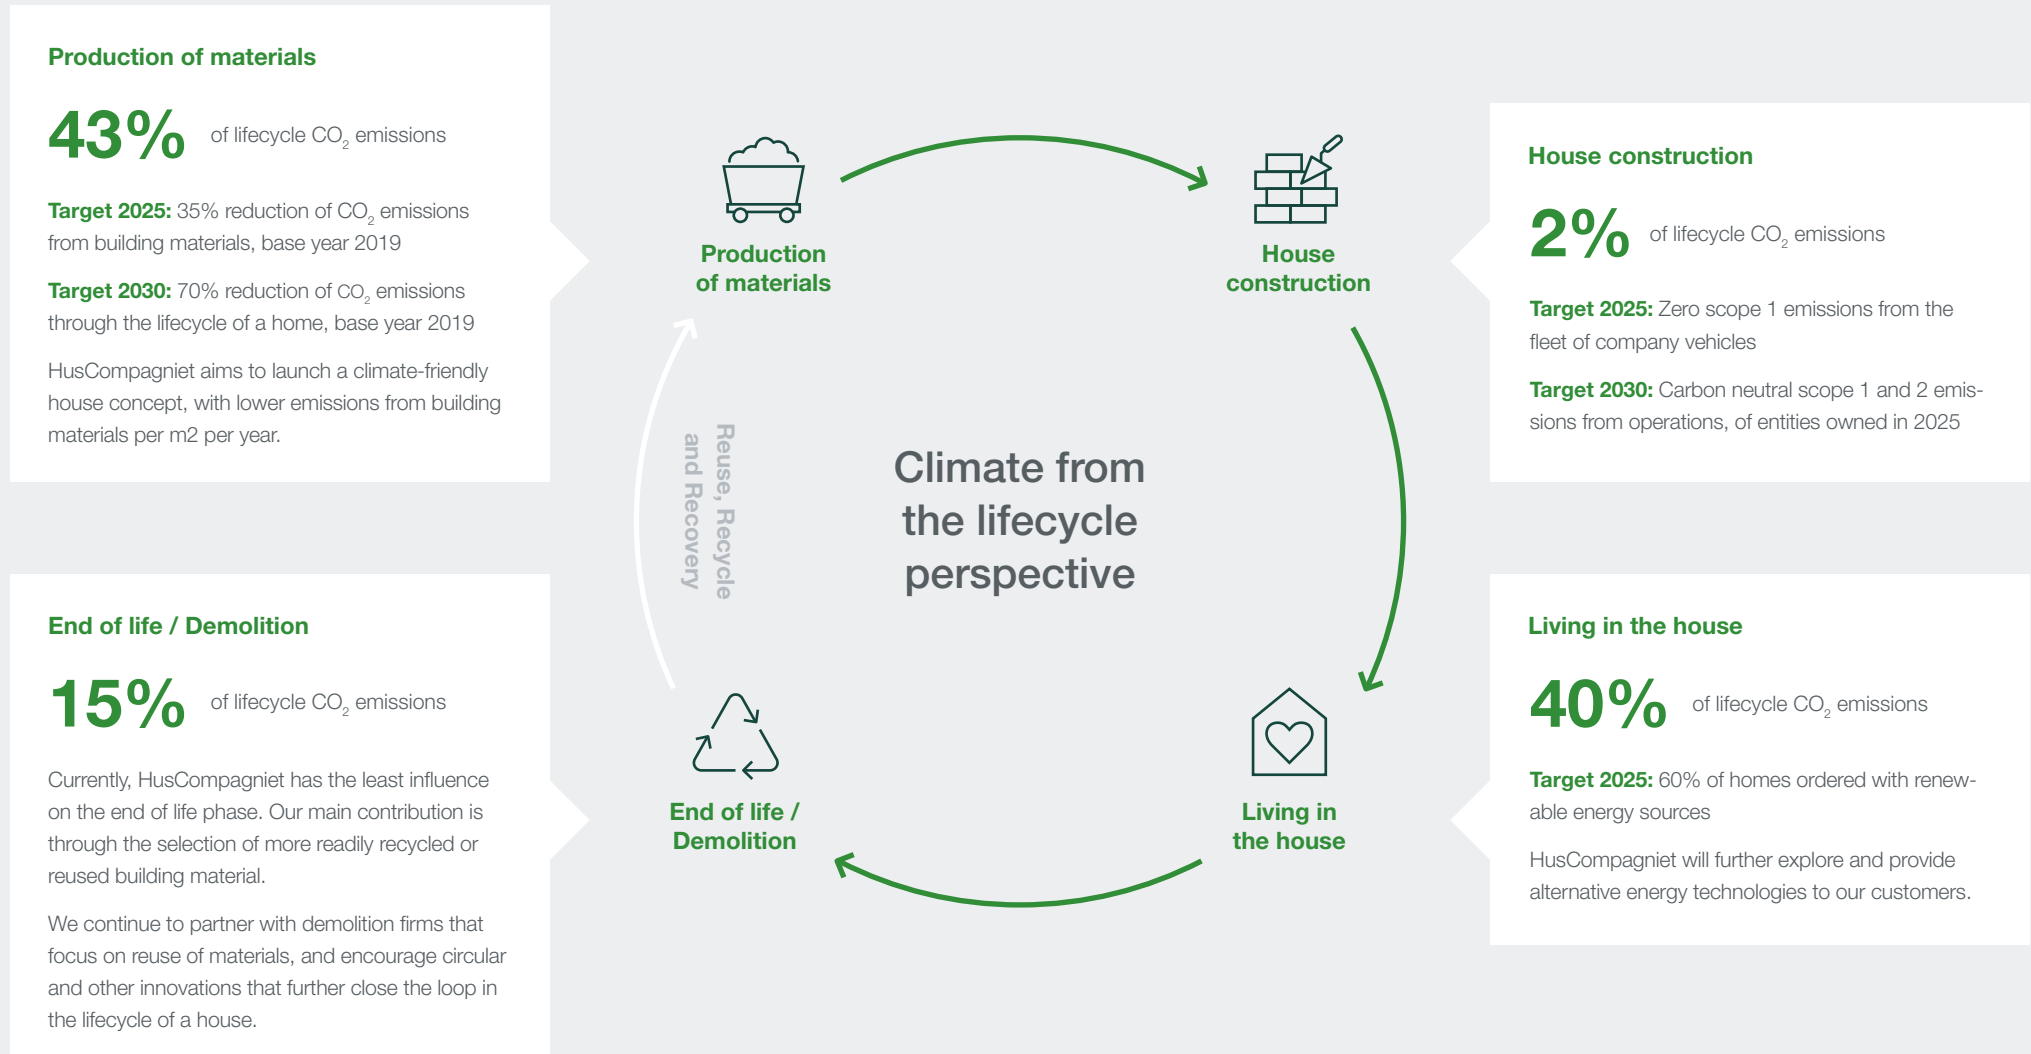 Production of materials
43% of lifecycle CO₂ emissions
Target 2025: 35% reduction of CO₂ emissions
from building materials, base year 2019
Target 2030: 70% reduction of CO₂ emissions
through the lifecycle of a home, base year 2019
HusCompagniet aims to launch a climate-friendly
house concept, with lower emissions from building
materials per m2 per year.
House construction
2% of lifecycle CO₂ emissions
Target 2025: Zero scope 1 emissions from the
fleet of company vehicles
Target 2030: Carbon neutral scope 1 and 2 emis-
sions from operations, of entities owned in 2025
Production
of materials
House
construction
Reuse, Recycle
and Recovery
Climate from
the lifecycle
perspective
End of life /
Demolition
Living in
the house
End of life / Demolition
15% of lifecycle CO₂ emissions
Currently, HusCompagniet has the least influence
on the end of life phase. Our main contribution is
through the selection of more readily recycled or
reused building material.
We continue to partner with demolition firms that
focus on reuse of materials, and encourage circular
and other innovations that further close the loop in
the lifecycle of a house.
Living in the house
40% of lifecycle CO₂ emissions
Target 2025: 60% of homes ordered with renew-
able energy sources
HusCompagniet will further explore and provide
alternative energy technologies to our customers.